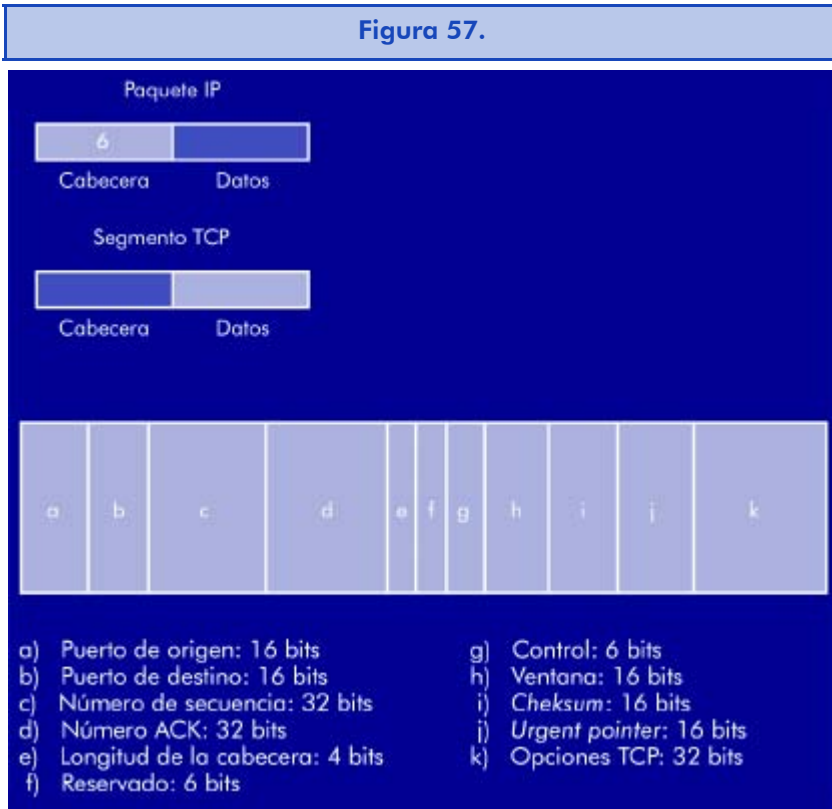 Figura 57.
Paquete IP
6
Cabecera Datos
Segmento TCP
Cabecera Datos
a b c d e f g h i j k
a) Puerto de origen: 16 bits
b) Puerto de destino: 16 bits
c) Número de secuencia: 32 bits
d) Número ACK: 32 bits
e) Longitud de la cabecera: 4 bits
f) Reservado: 6 bits
g) Control: 6 bits
h) Ventana: 16 bits
i) Cheksum: 16 bits
j) Urgent pointer: 16 bits
k) Opciones TCP: 32 bits